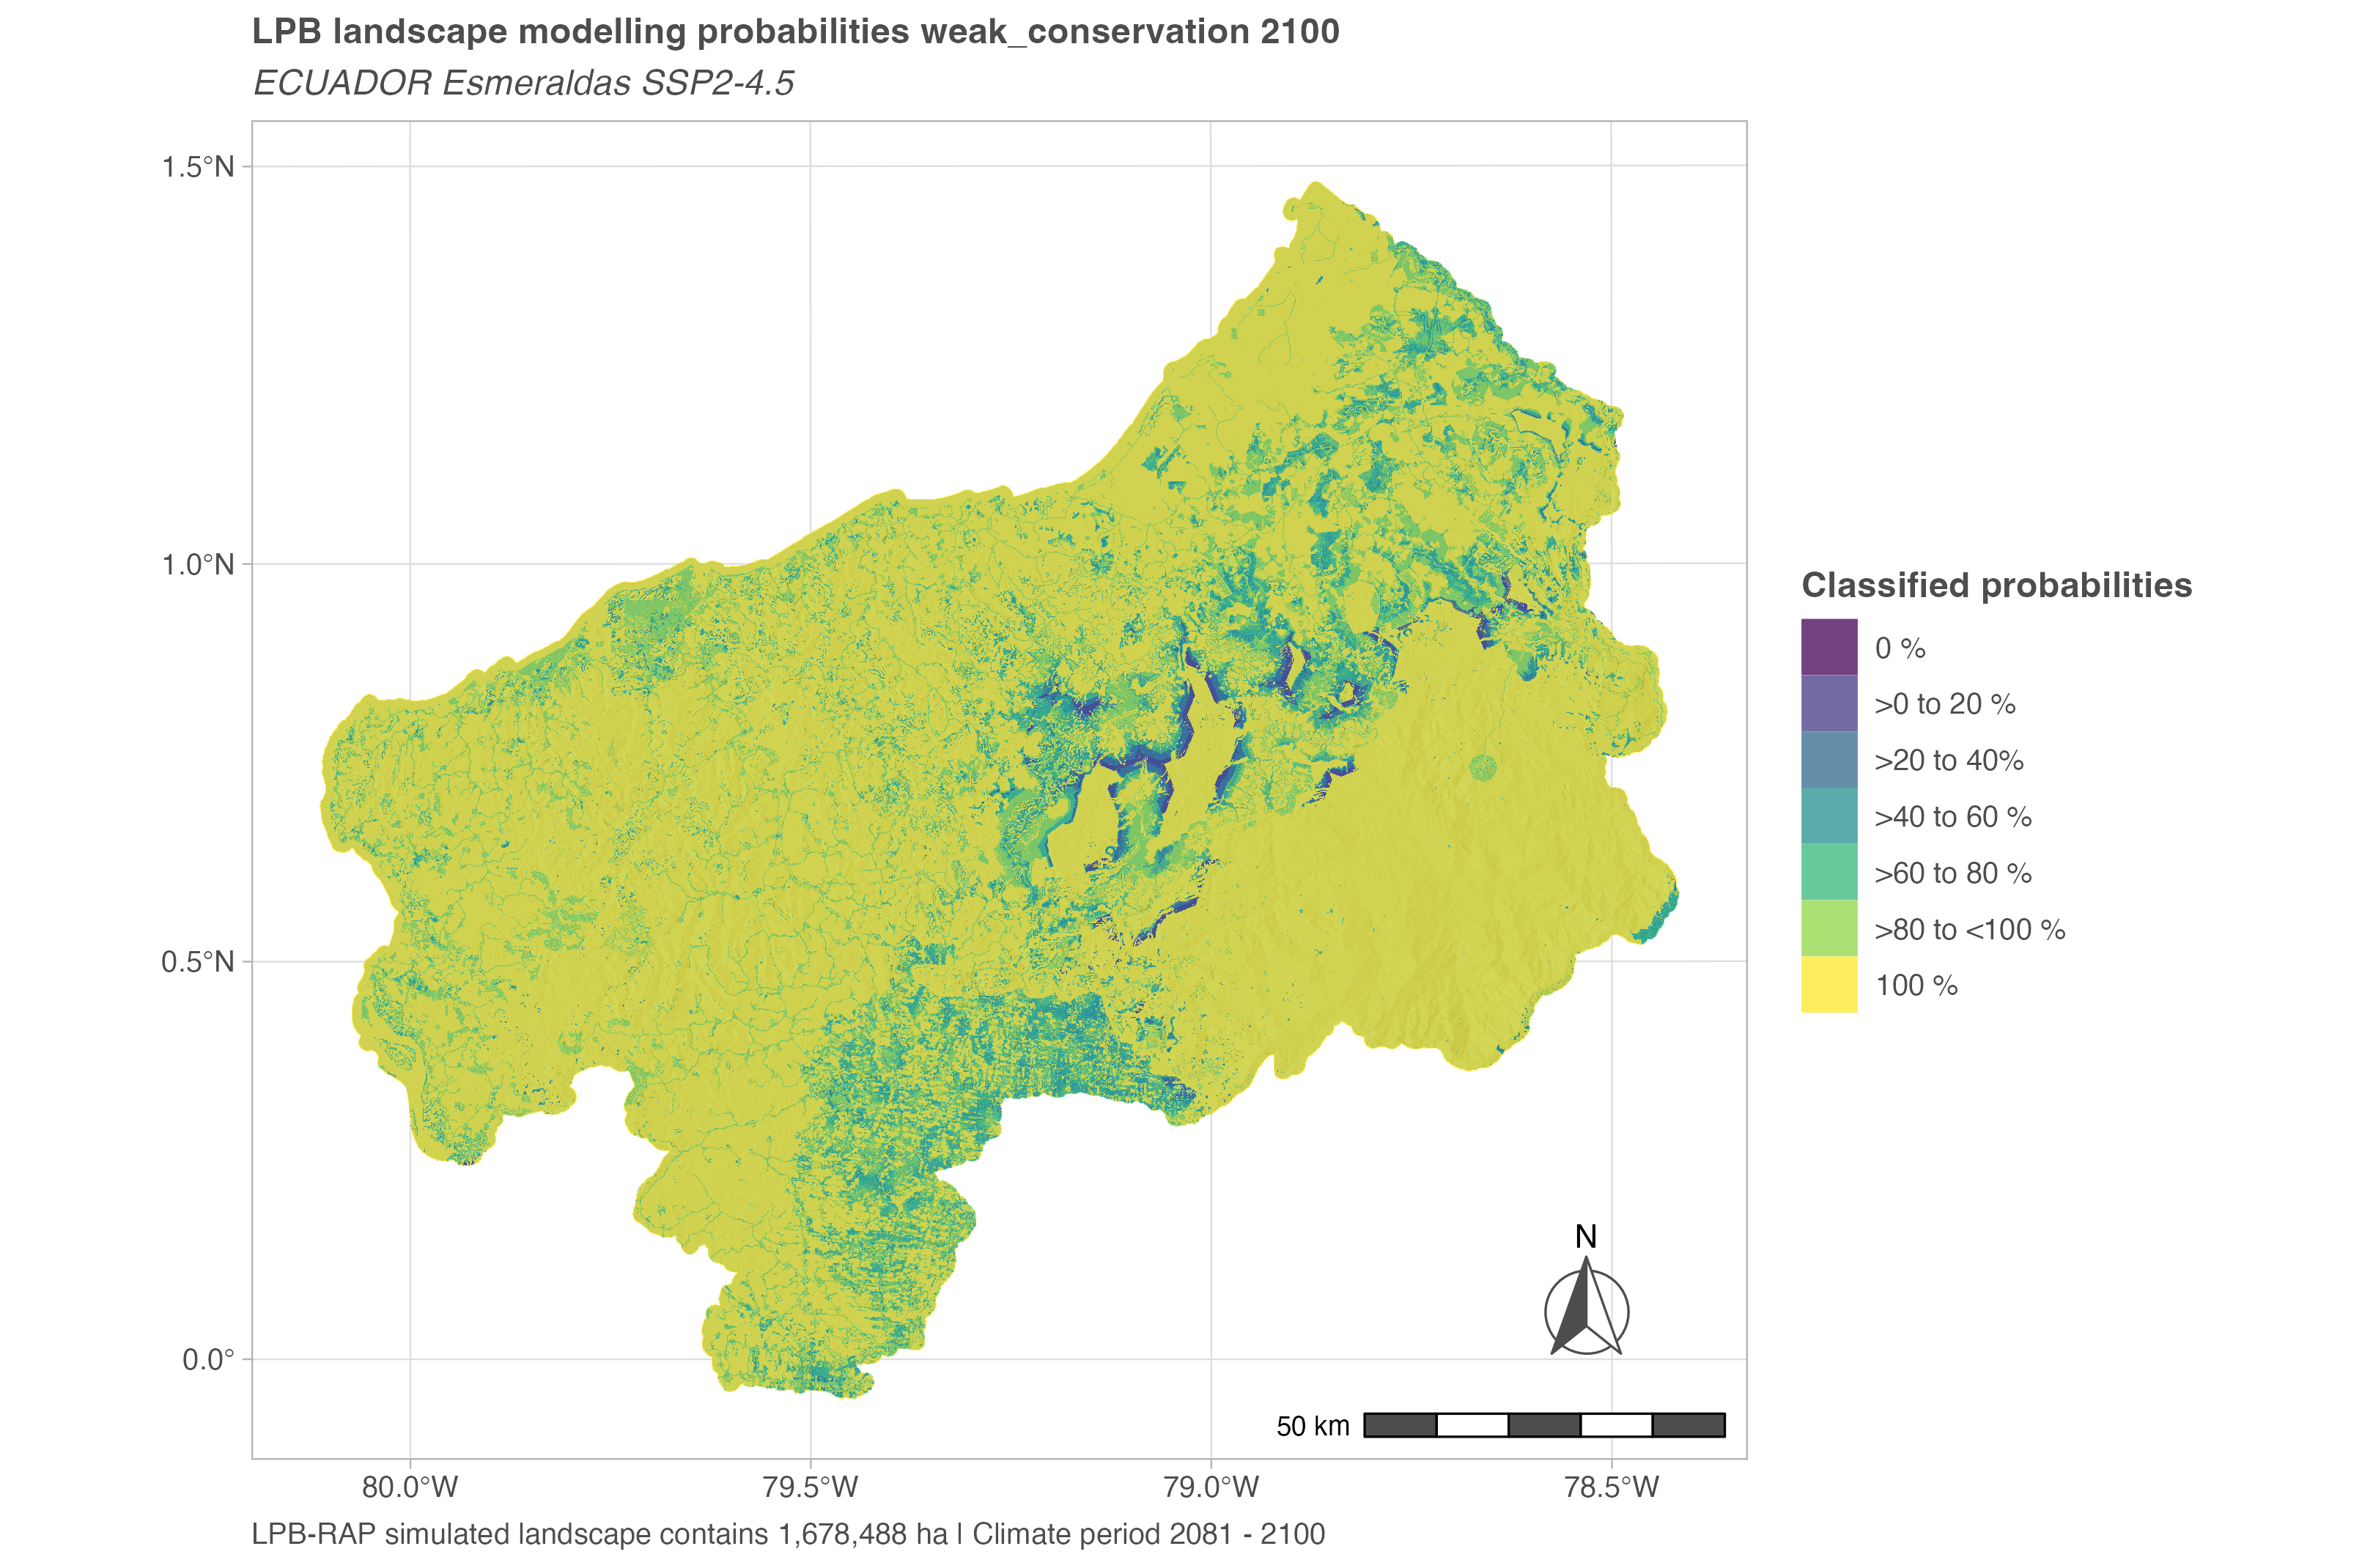 LPB landscape modelling probabilities weak_conservation 2100
ECUADOR Esmeraldas SSP2-4.5
1.5°N
1.0°N
0.5°N
0.0°
80.0°W
79.5°W
79.0°W
78.5°W
N
50 km
Classified probabilities
0 %
>0 to 20 %
>20 to 40%
>40 to 60 %
>60 to 80 %
>80 to <100 %
100 %
LPB-RAP simulated landscape contains 1,678,488 ha | Climate period 2081 - 2100